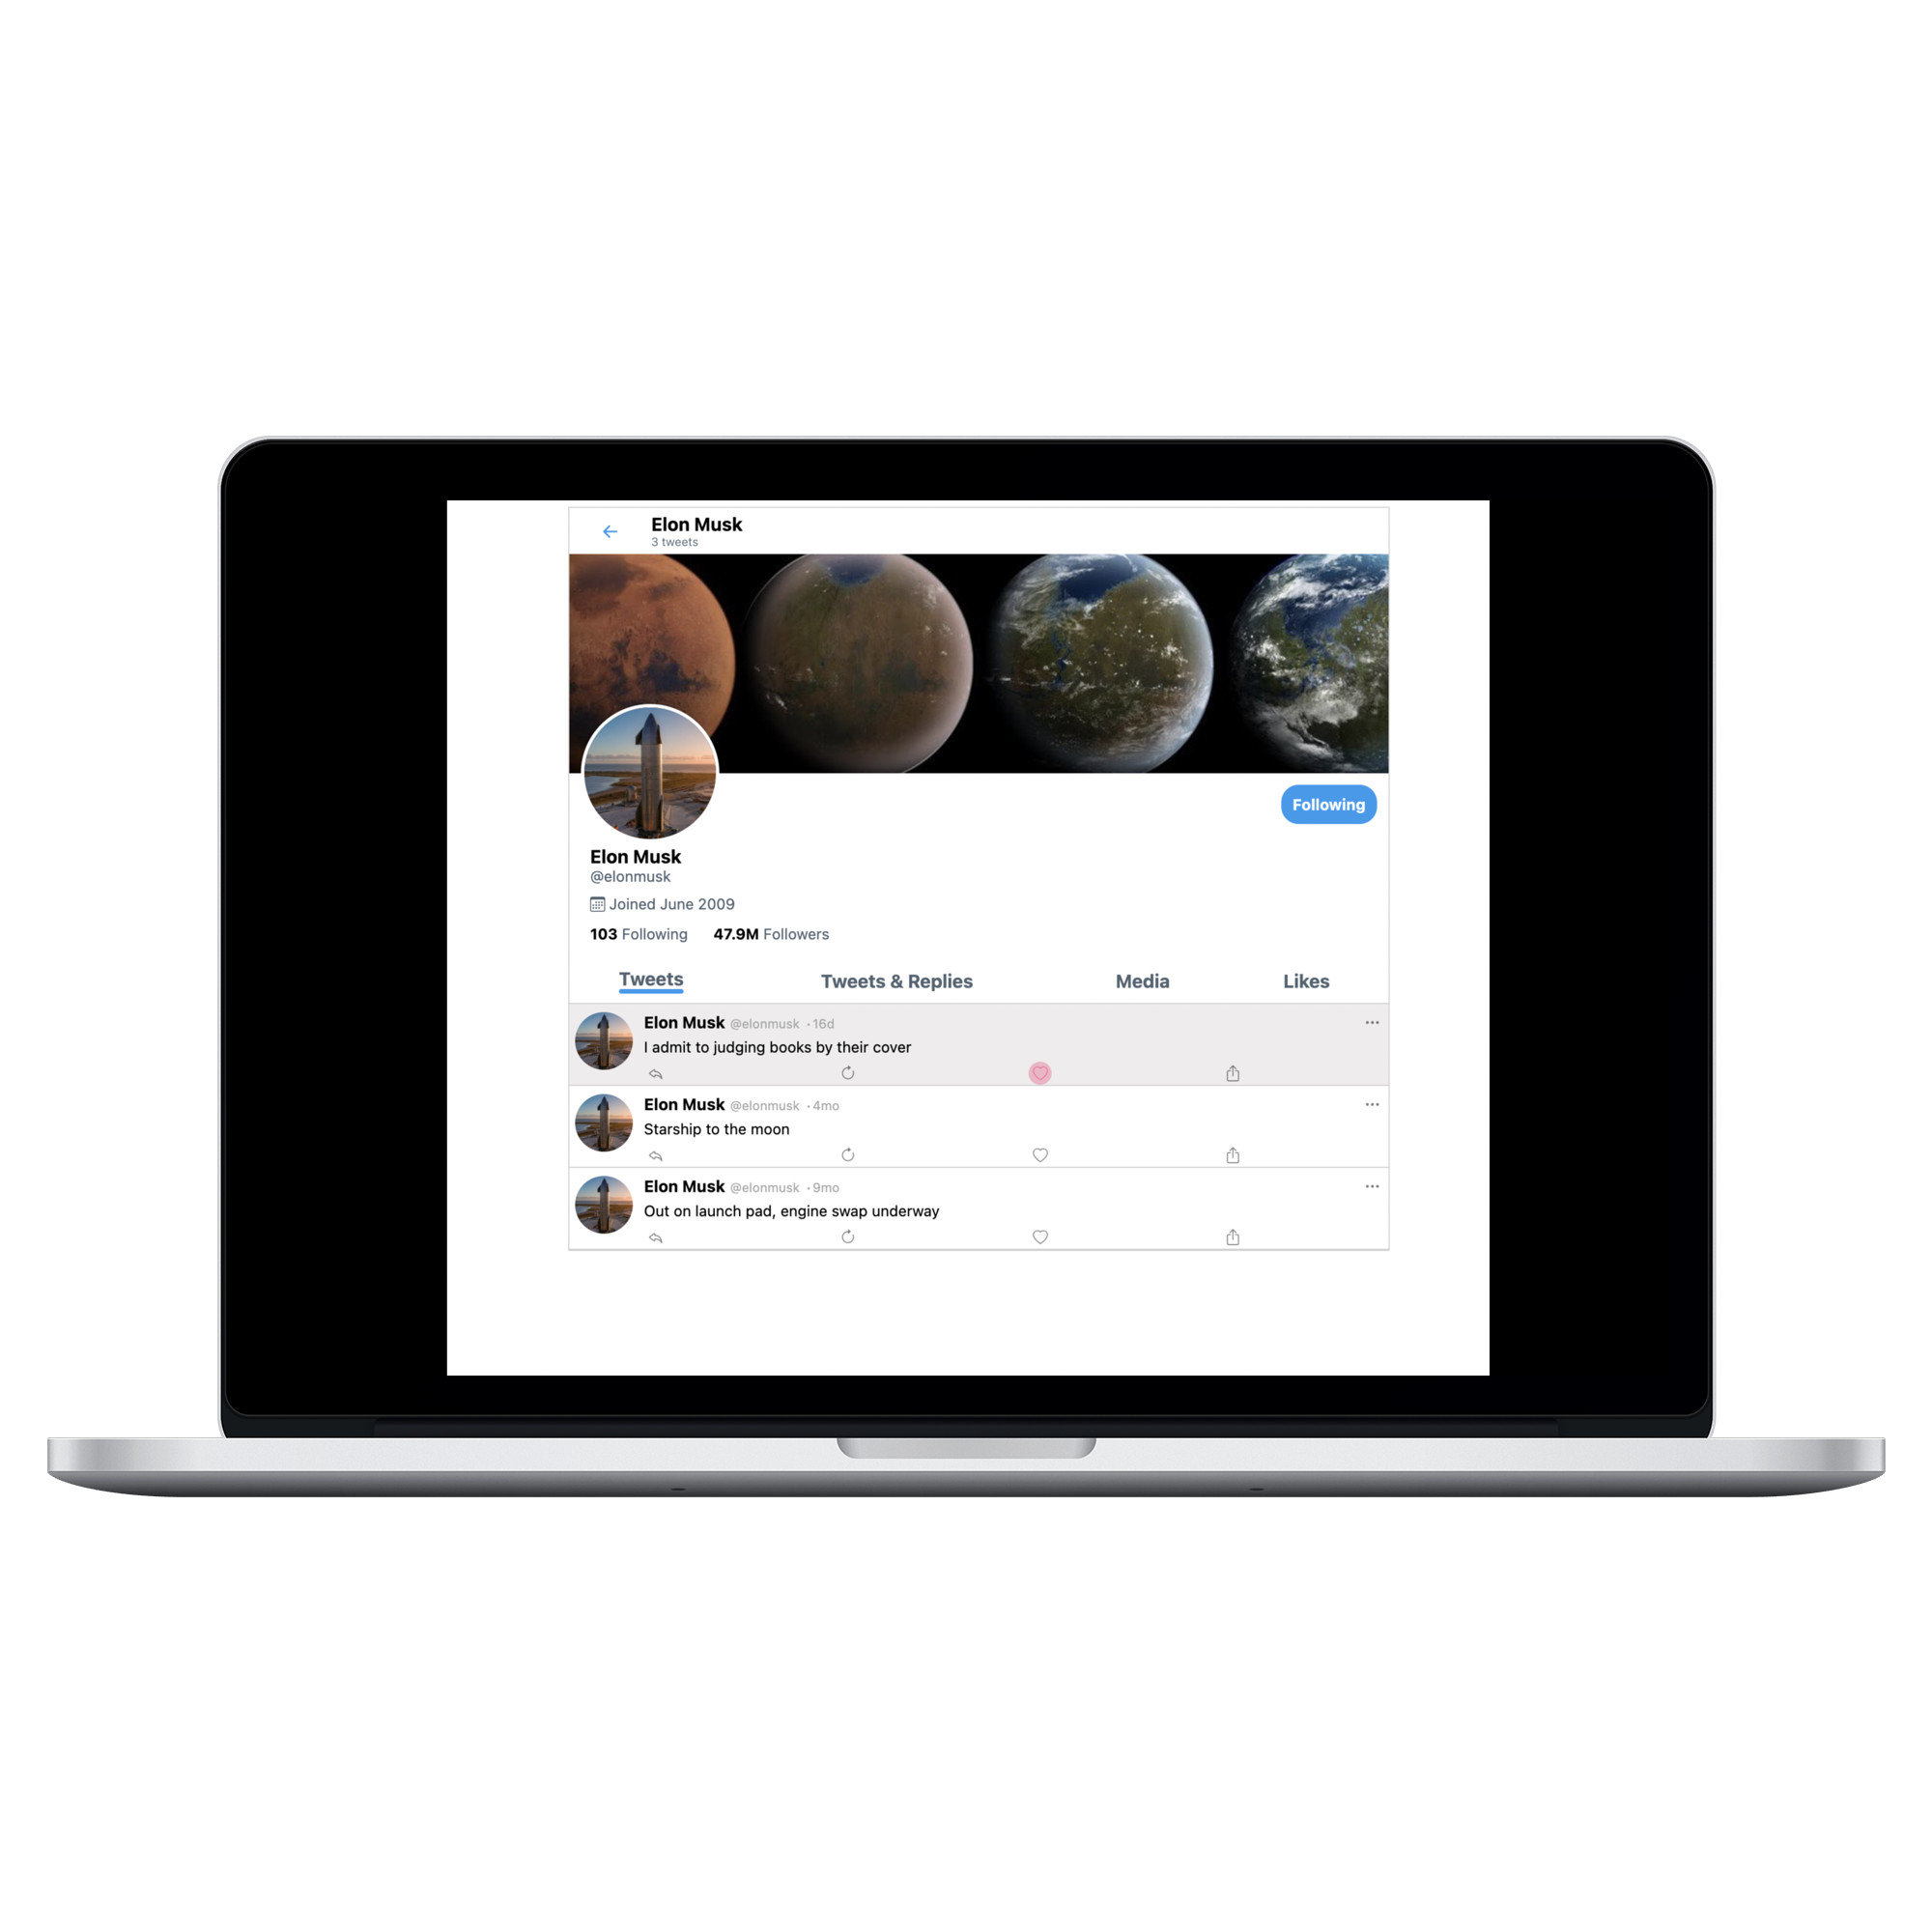 Elon Musk
3 tweets
Following
Elon Musk
@elonmusk
Joined June 2009
103 Following 47.9M Followers
Tweets Tweets & Replies Media Likes
Elon Musk @elonmusk · 16d
I admit to judging books by their cover
Elon Musk @elonmusk · 4mo
Starship to the moon
Elon Musk @elonmusk · 9mo
Out on launch pad, engine swap underway